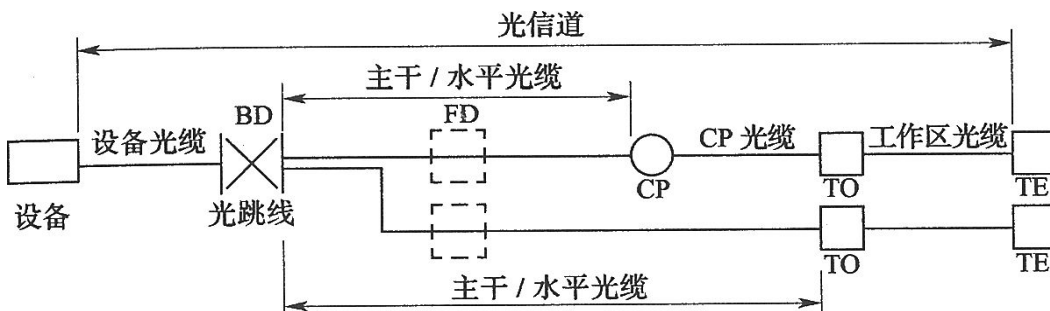 光信道
主干 / 水平光缆
BD
FD
设备光缆
CP 光缆
工作区光缆
设备
光跳线
CP
TO
TE
TO
TE
主干 / 水平光缆